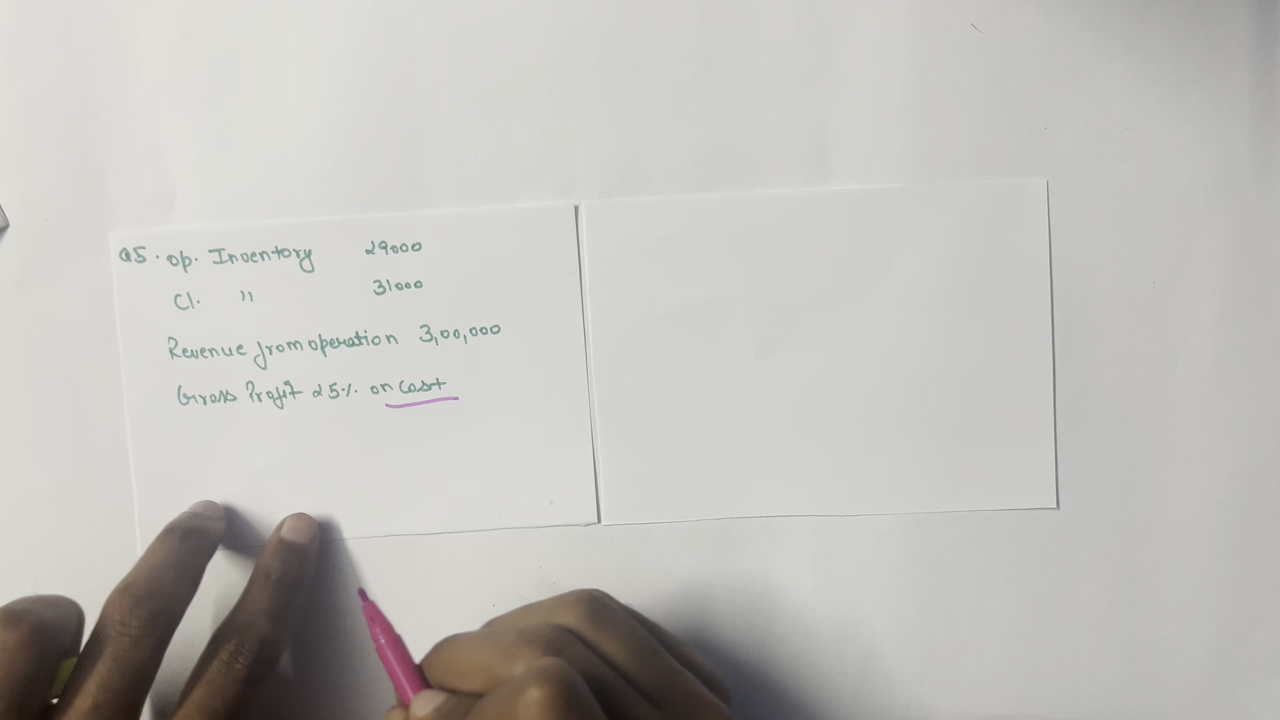 Q5. op. Inventory 29000
Cl. " 31000
Revenue from operation 3,00,000
Gross Profit 25% on cost